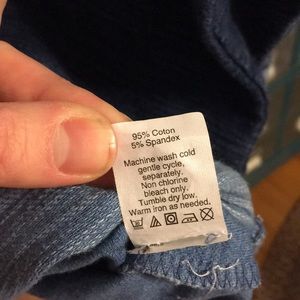 95% Coton
5% Spandex
Machine wash cold
gentle cycle,
separately.
Non chlorine
bleach only.
Tumble dry low.
Warm iron as needed.